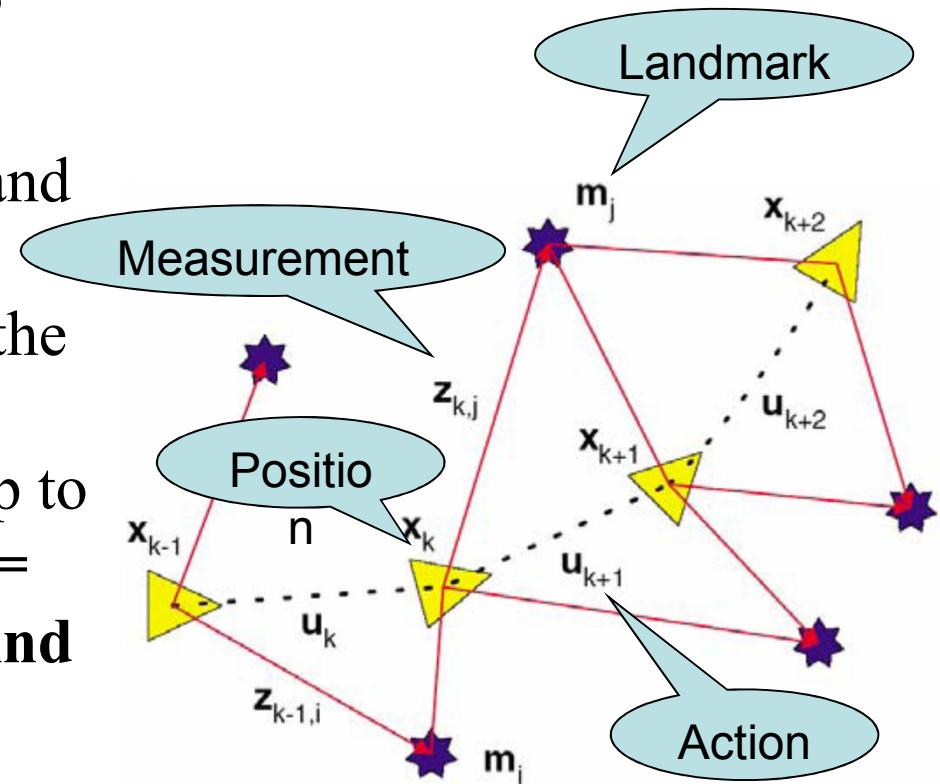 Landmark
and
m_j
x_{k+2}
Measurement
the
z_{k,j}
u_{k+2}
x_{k+1}
Positio
n
p to
x_{k-1}
x_k
=
u_{k+1}
u_k
ind
z_{k-1,i}
Action
m_i